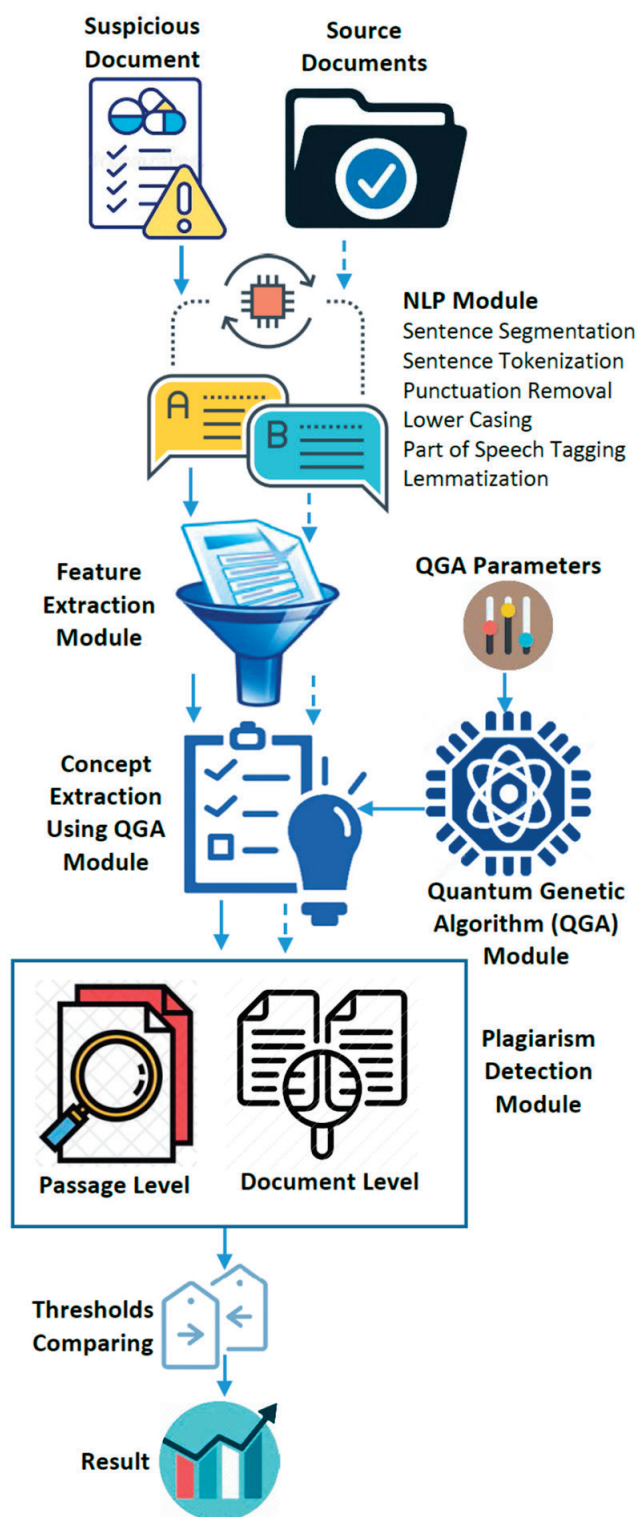 Suspicious
Document
Source
Documents
NLP Module
Sentence Segmentation
Sentence Tokenization
Punctuation Removal
Lower Casing
Part of Speech Tagging
Lemmatization
A
B
Feature
Extraction
Module
QGA Parameters
Concept
Extraction
Using QGA
Module
Quantum Genetic
Algorithm (QGA)
Module
Plagiarism
Detection
Module
Passage Level
Document Level
Thresholds
Comparing
Result